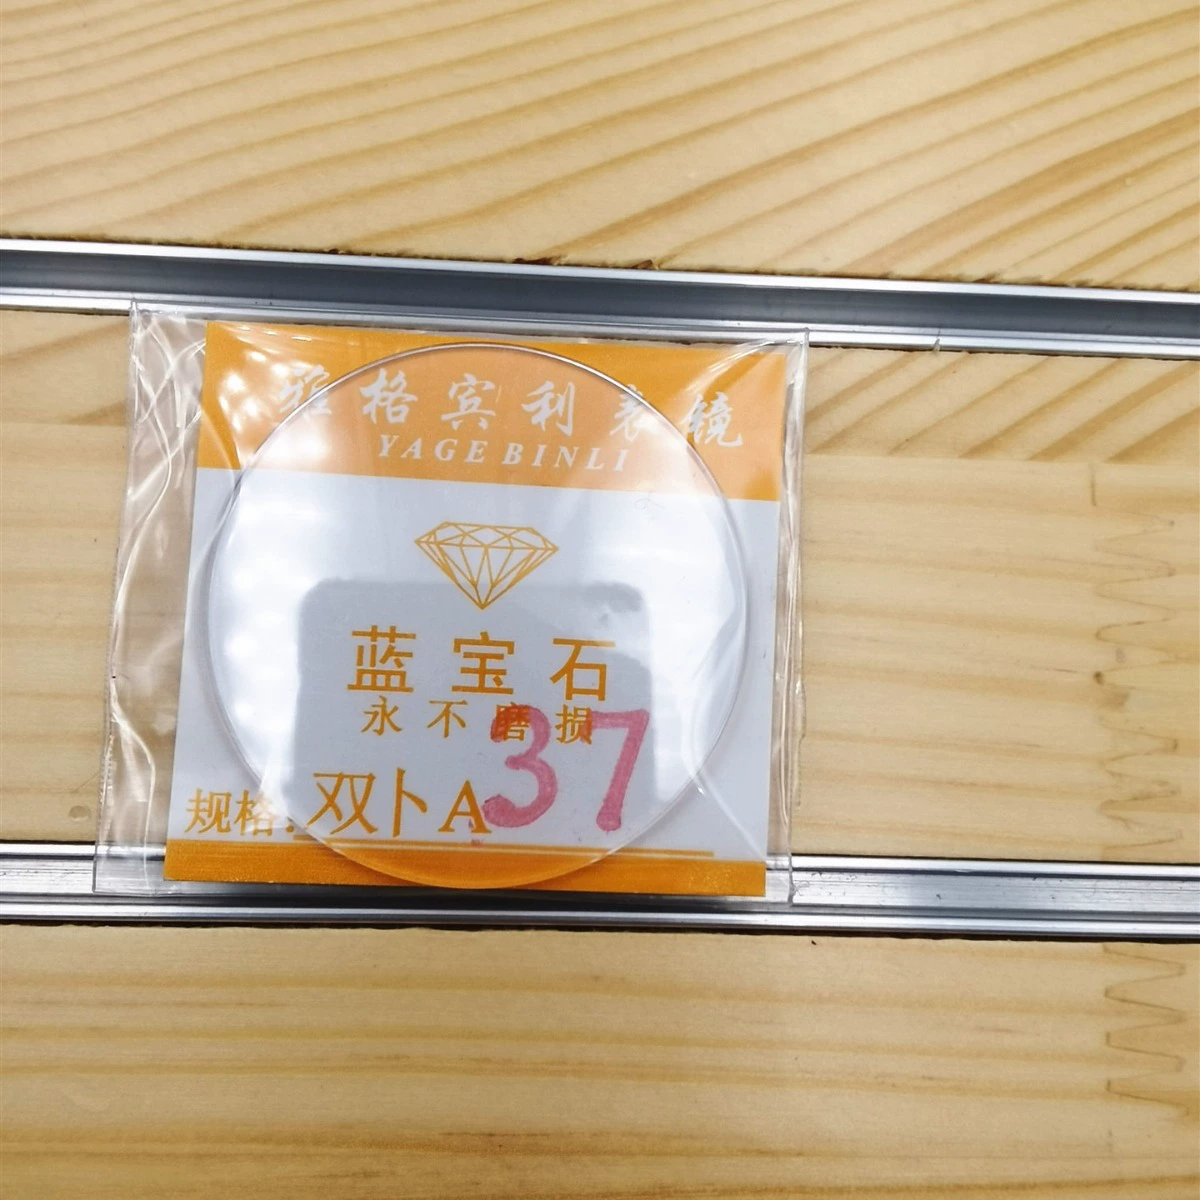 雅格宾利表镜
YAGE BINLI
蓝宝石
永不磨损
规格: 双卜A 37